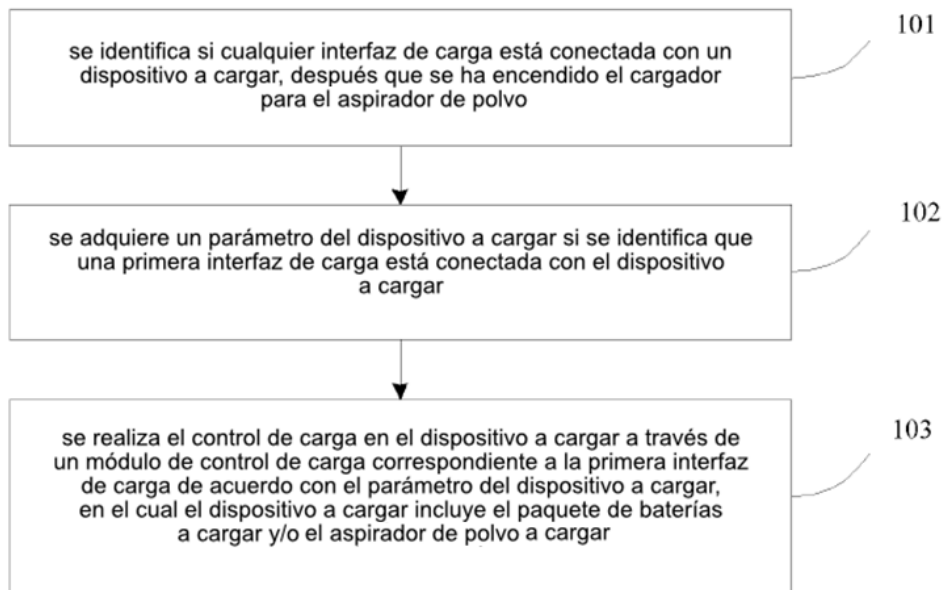 101
se identifica si cualquier interfaz de carga está conectada con un
dispositivo a cargar, después que se ha encendido el cargador
para el aspirador de polvo
102
se adquiere un parámetro del dispositivo a cargar si se identifica que
una primera interfaz de carga está conectada con el dispositivo
a cargar
103
se realiza el control de carga en el dispositivo a cargar a través de
un módulo de control de carga correspondiente a la primera interfaz
de carga de acuerdo con el parámetro del dispositivo a cargar,
en el cual el dispositivo a cargar incluye el paquete de baterías
a cargar y/o el aspirador de polvo a cargar